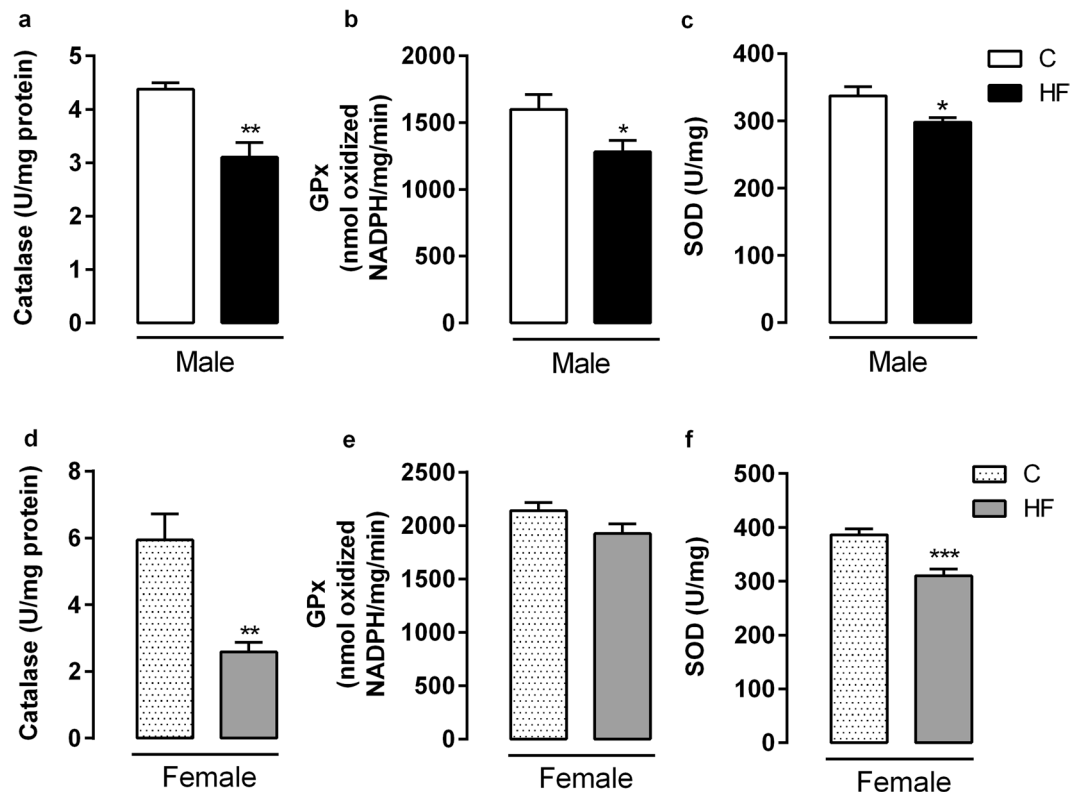 a
Catalase (U/mg protein)
5
4
3
2
1
0
**
Male
b
GPx
(nmol oxidized
NADPH/mg/min)
2000
1500
1000
500
0
*
Male
c
SOD (U/mg)
400
300
200
100
0
*
Male
C
HF
d
Catalase (U/mg protein)
8
6
4
2
0
**
Female
e
GPx
(nmol oxidized
NADPH/mg/min)
2500
2000
1500
1000
500
0
Female
f
SOD (U/mg)
500
400
300
200
100
0
***
Female
C
HF